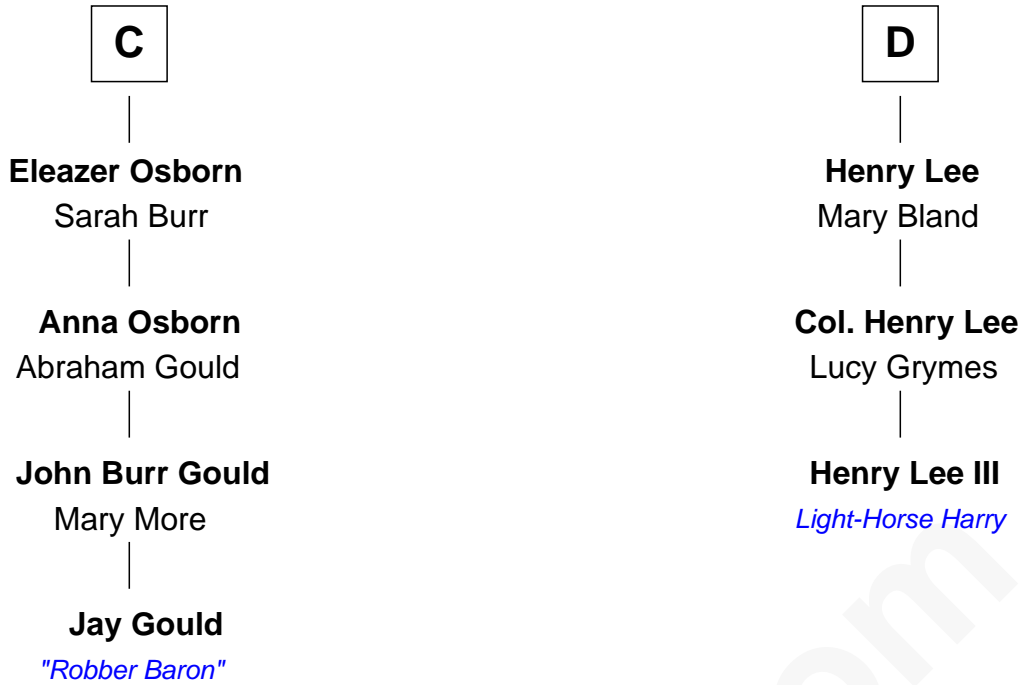 C
Eleazer Osborn
Sarah Burr
Anna Osborn
Abraham Gould
John Burr Gould
Mary More
Jay Gould
"Robber Baron"
D
Henry Lee
Mary Bland
Col. Henry Lee
Lucy Grymes
Henry Lee III
Light-Horse Harry
om